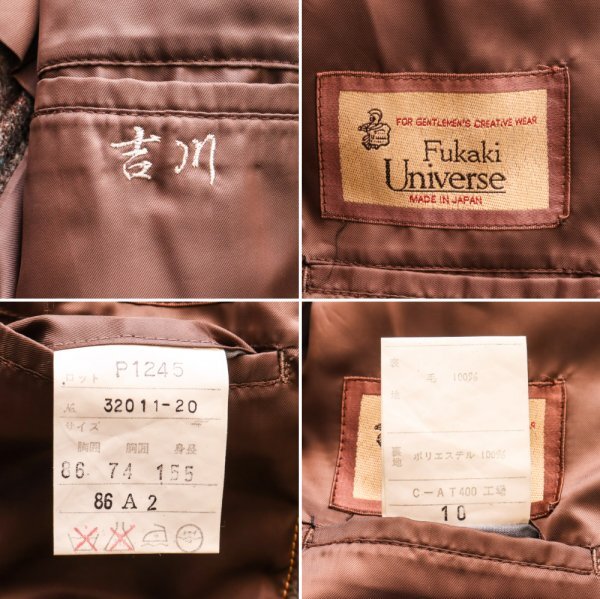 吉川
FOR GENTLEMEN'S CREATIVE WEAR
Fukaki
Universe
MADE IN JAPAN
ロット P1245
№ 32011-20
サイズ
胸囲 胴囲 身長
86 74 155
86 A 2
表地 毛 100%
裏地 ポリエステル 100%
C-AT400 工場
10